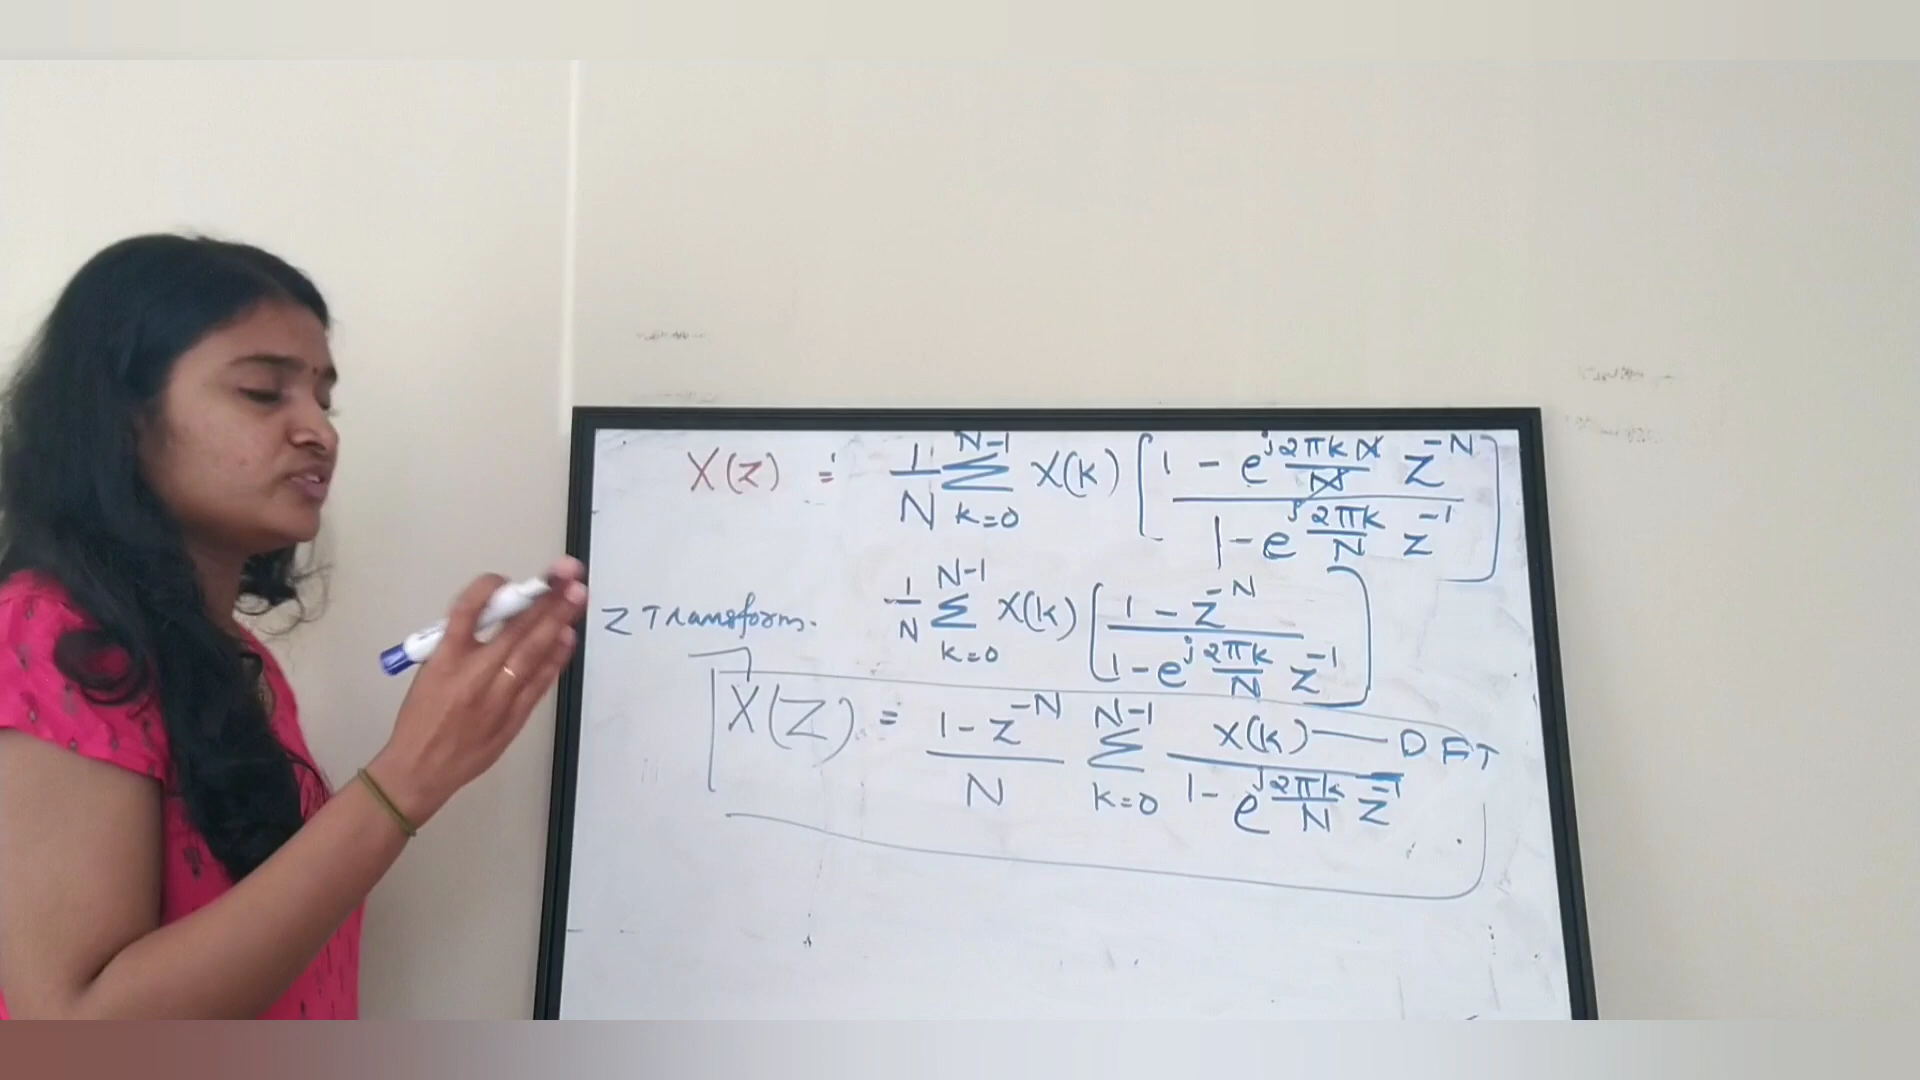 X(z) = 1/N N-1 Σ k=0 X(k) [ 1 - e^{j2πkN/N} z^{-N} / 1 - e^{j2πk/N} z^{-1} ]
1/N N-1 Σ k=0 X(k) [ 1 - z^{-N} / 1 - e^{j2πk/N} z^{-1} ]
Z Transform.
X(Z) = 1 - z^{-N} / N N-1 Σ k=0 X(k) / 1 - e^{j2πk/N} z^{-1} — DFT